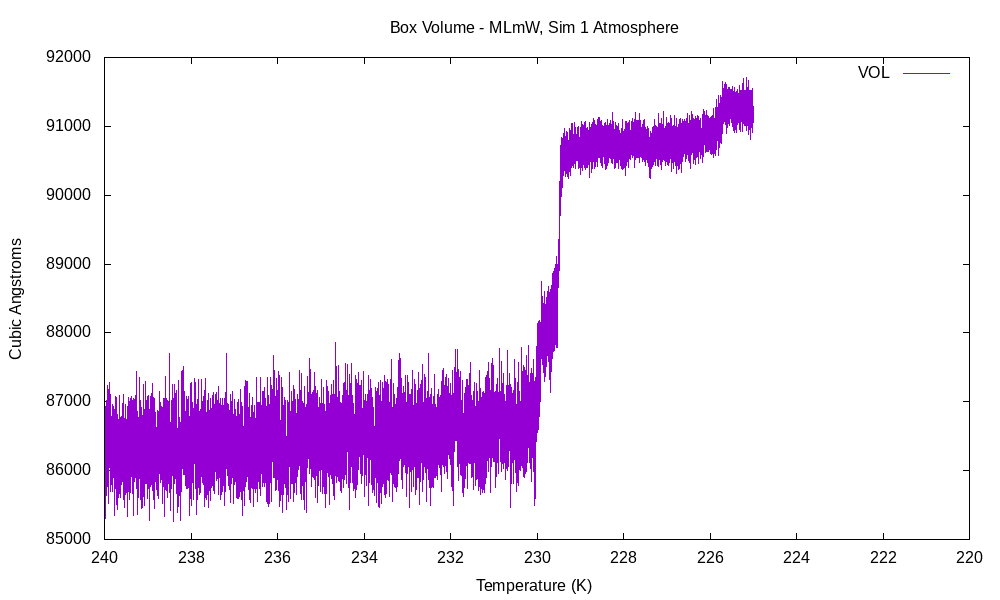 Box Volume - MLmW, Sim 1 Atmosphere
92000
VOL
91000
90000
89000
88000
87000
86000
85000
Cubic Angstroms
240 238 236 234 232 230 228 226 224 222 220
Temperature (K)